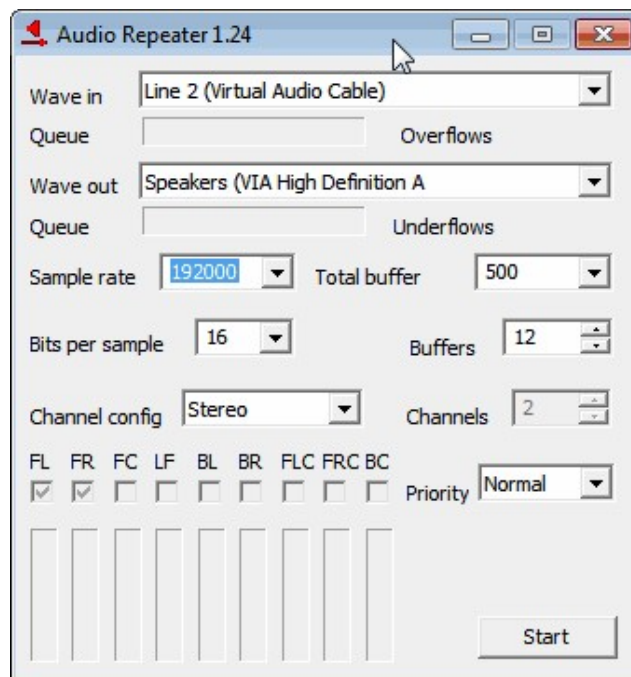 Audio Repeater 1.24
Wave in Line 2 (Virtual Audio Cable)
Queue Overflows
Wave out Speakers (VIA High Definition A
Queue Underflows
Sample rate 192000 Total buffer 500
Bits per sample 16 Buffers 12
Channel config Stereo Channels 2
FL FR FC LF BL BR FLC FRC BC
Priority Normal
Start